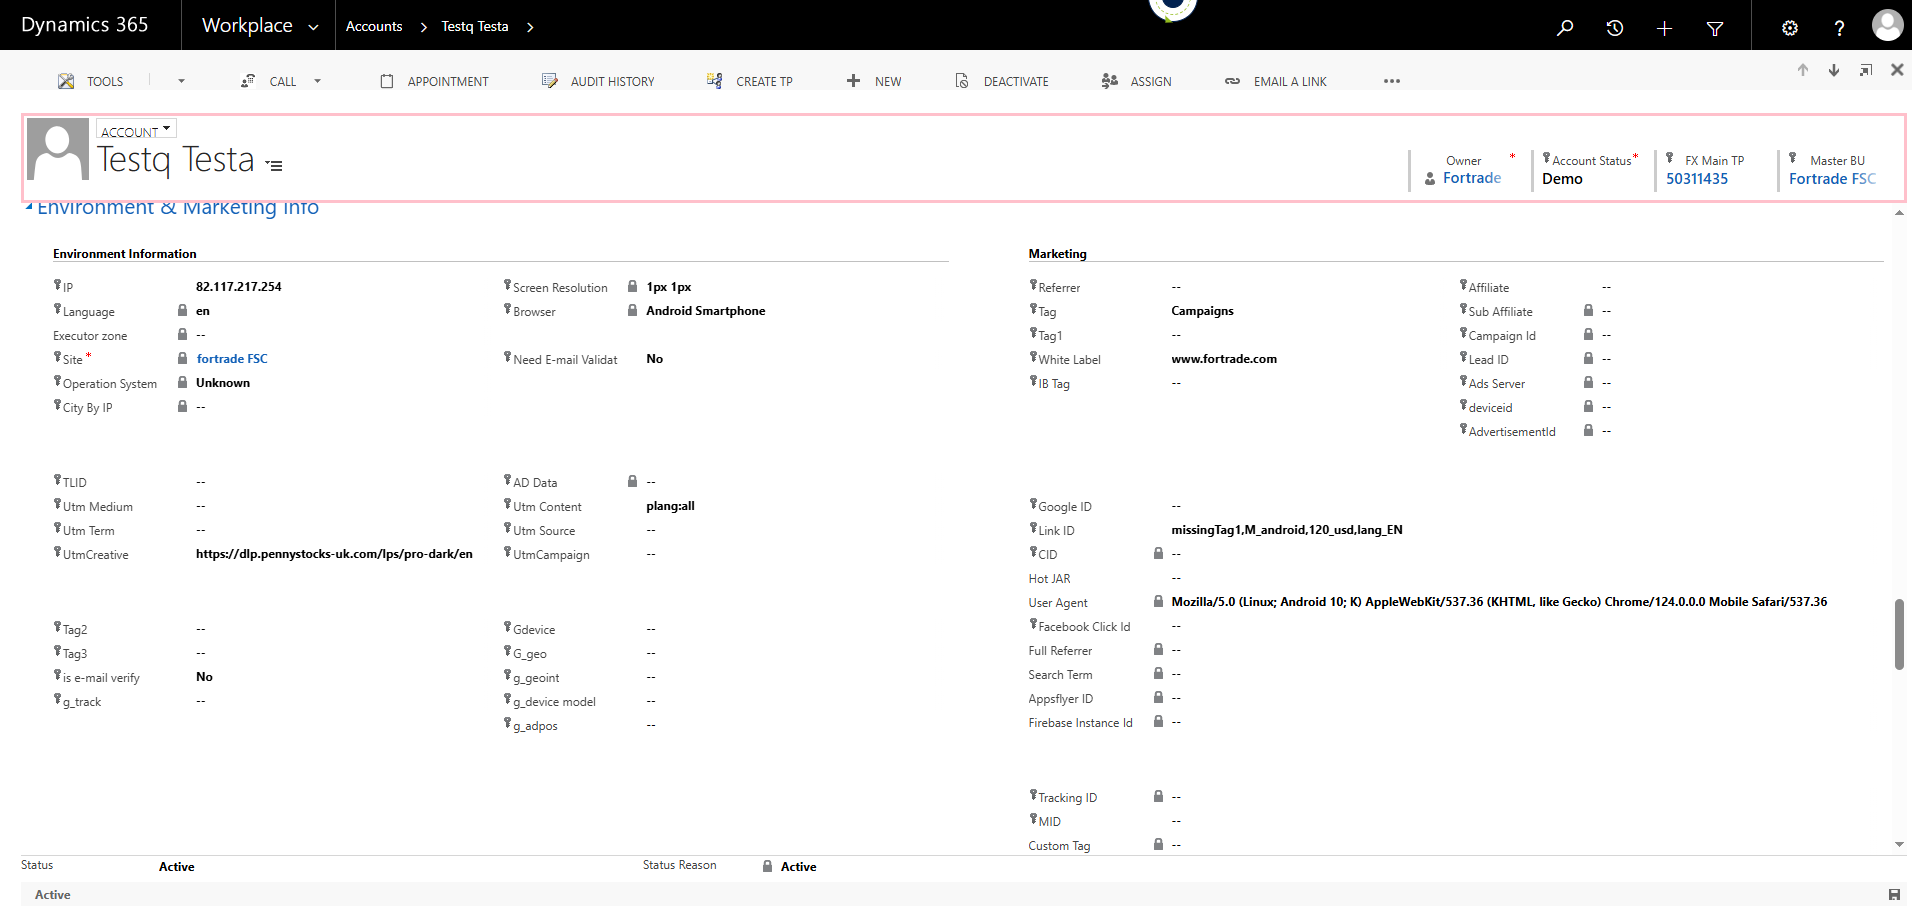 Dynamics 365 Workplace Accounts Testq Testa
TOOLS CALL APPOINTMENT AUDIT HISTORY CREATE TP NEW DEACTIVATE ASSIGN EMAIL A LINK
ACCOUNT
Testq Testa
Owner * Account Status* FX Main TP Master BU
Fortrade Demo 50311435 Fortrade FSC
Environment & Marketing Info
Environment Information
IP 82.117.217.254
Language en
Executor zone --
Site * fortrade FSC
Operation System Unknown
City By IP --
Screen Resolution 1px 1px
Browser Android Smartphone
Need E-mail Validat No
TLID --
Utm Medium --
Utm Term --
UtmCreative https://dlp.pennystocks-uk.com/lps/pro-dark/en
AD Data --
Utm Content plang:all
Utm Source --
UtmCampaign --
Tag2 --
Tag3 --
is e-mail verify No
g_track --
Gdevice --
G_geo --
g_geoint --
g_device model --
g_adpos --
Marketing
Referrer --
Tag Campaigns
Tag1 --
White Label www.fortrade.com
IB Tag --
Affiliate --
Sub Affiliate --
Campaign Id --
Lead ID --
Ads Server --
deviceid --
AdvertisementId --
Google ID --
Link ID missingTag1,M_android,120_usd,lang_EN
CID --
Hot JAR --
User Agent Mozilla/5.0 (Linux; Android 10; K) AppleWebKit/537.36 (KHTML, like Gecko) Chrome/124.0.0.0 Mobile Safari/537.36
Facebook Click Id --
Full Referrer --
Search Term --
Appsflyer ID --
Firebase Instance Id --
Tracking ID --
MID --
Custom Tag --
Status Active Status Reason Active
Active